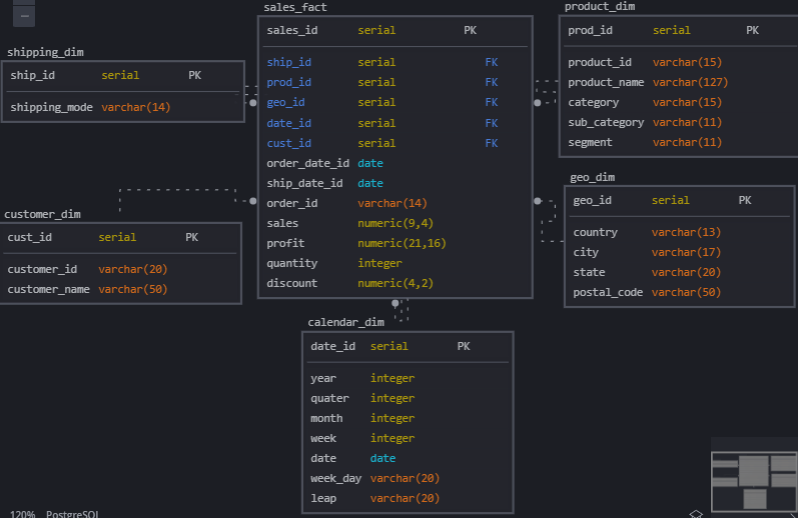 sales_fact
sales_id serial PK
ship_id serial FK
prod_id serial FK
geo_id serial FK
date_id serial FK
cust_id serial FK
order_date_id date
ship_date_id date
order_id varchar(14)
sales numeric(9,4)
profit numeric(21,16)
quantity integer
discount numeric(4,2)
product_dim
prod_id serial PK
product_id varchar(15)
product_name varchar(127)
category varchar(15)
sub_category varchar(11)
segment varchar(11)
shipping_dim
ship_id serial PK
shipping_mode varchar(14)
customer_dim
cust_id serial PK
customer_id varchar(20)
customer_name varchar(50)
geo_dim
geo_id serial PK
country varchar(13)
city varchar(17)
state varchar(20)
postal_code varchar(50)
calendar_dim
date_id serial PK
year integer
quater integer
month integer
week integer
date date
week_day varchar(20)
leap varchar(20)
120% PostgreSQL